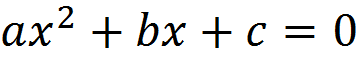 ax² + bx + c = 0